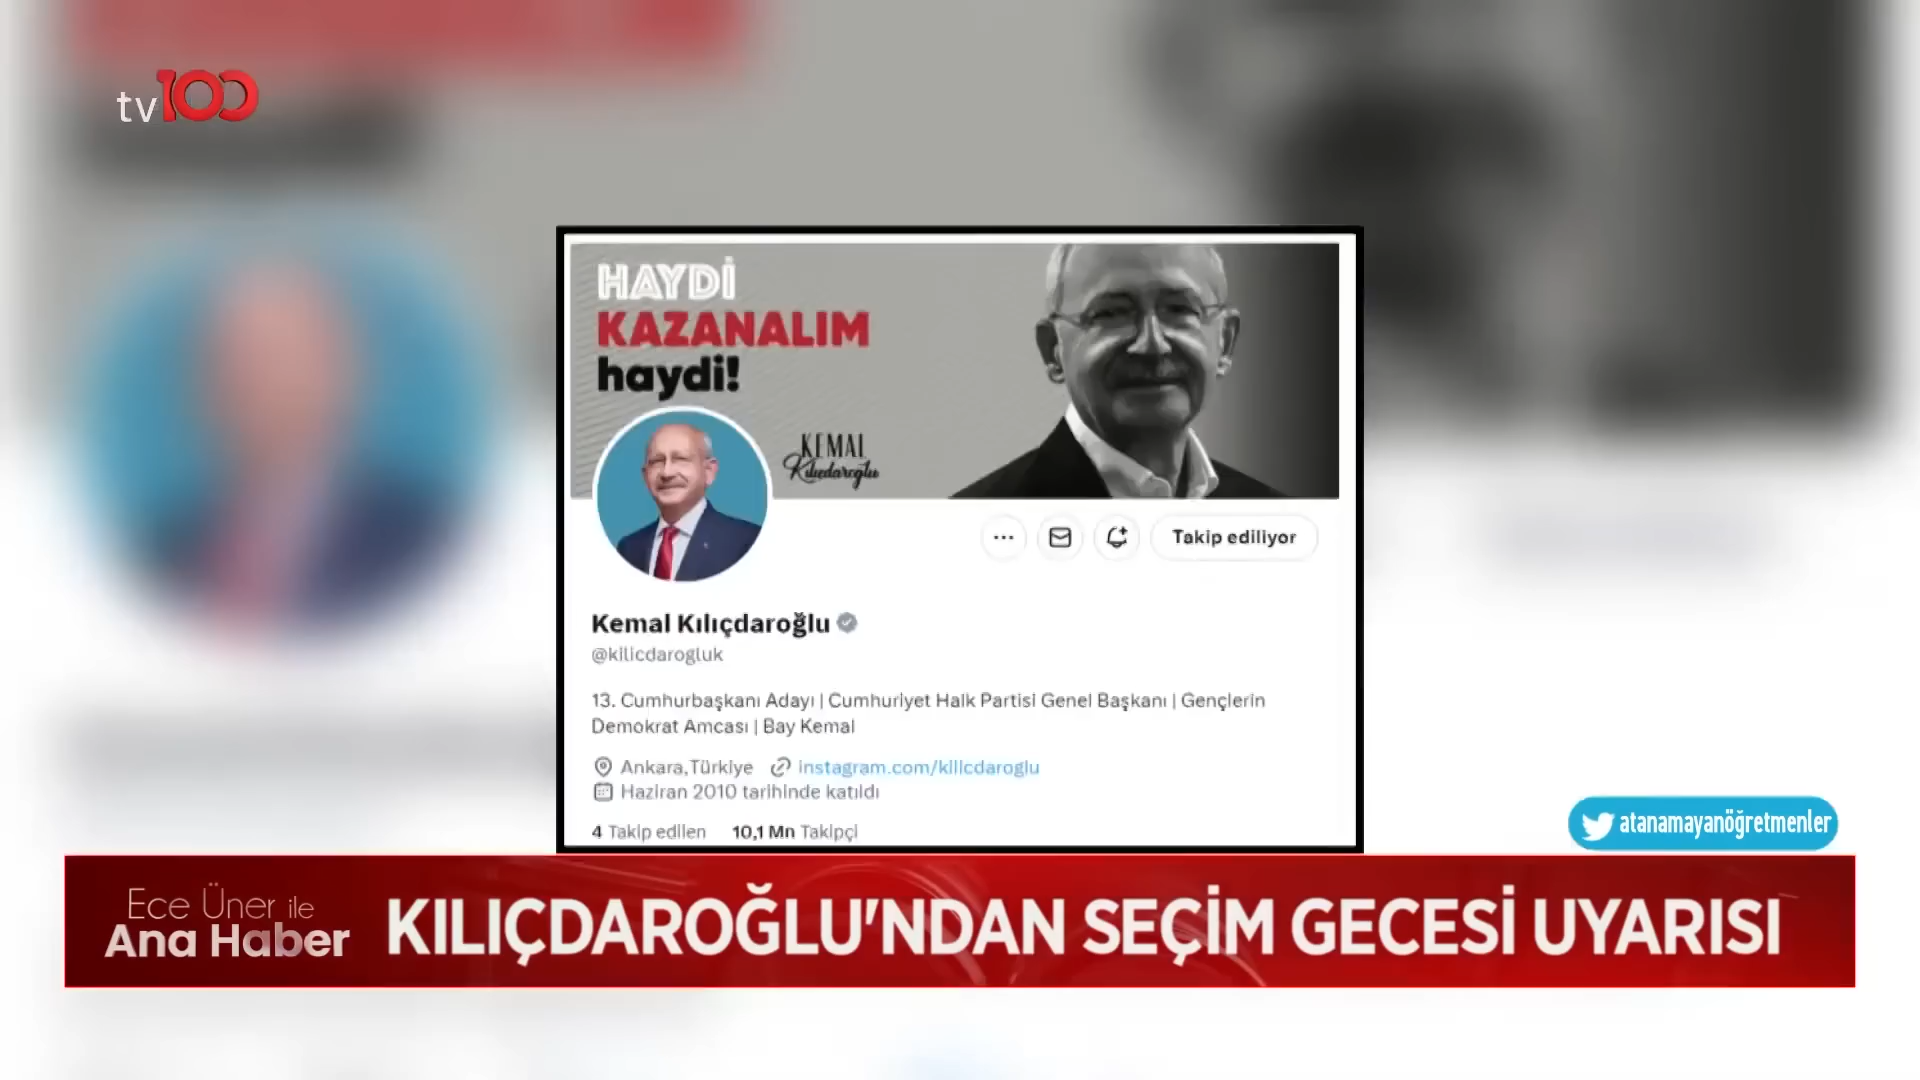 tv100
HAYDİ
KAZANALIM
haydi!
KEMAL
Kılıçdaroğlu
Takip ediliyor
Kemal Kılıçdaroğlu
@kilicdarogluk
13. Cumhurbaşkanı Adayı | Cumhuriyet Halk Partisi Genel Başkanı | Gençlerin
Demokrat Amcası | Bay Kemal
Ankara,Türkiye instagram.com/kilicdaroglu
Haziran 2010 tarihinde katıldı
4 Takip edilen 10,1 Mn Takipçi
atanamayanöğretmenler
Ece Üner ile
Ana Haber
KILIÇDAROĞLU'NDAN SEÇİM GECESİ UYARISI